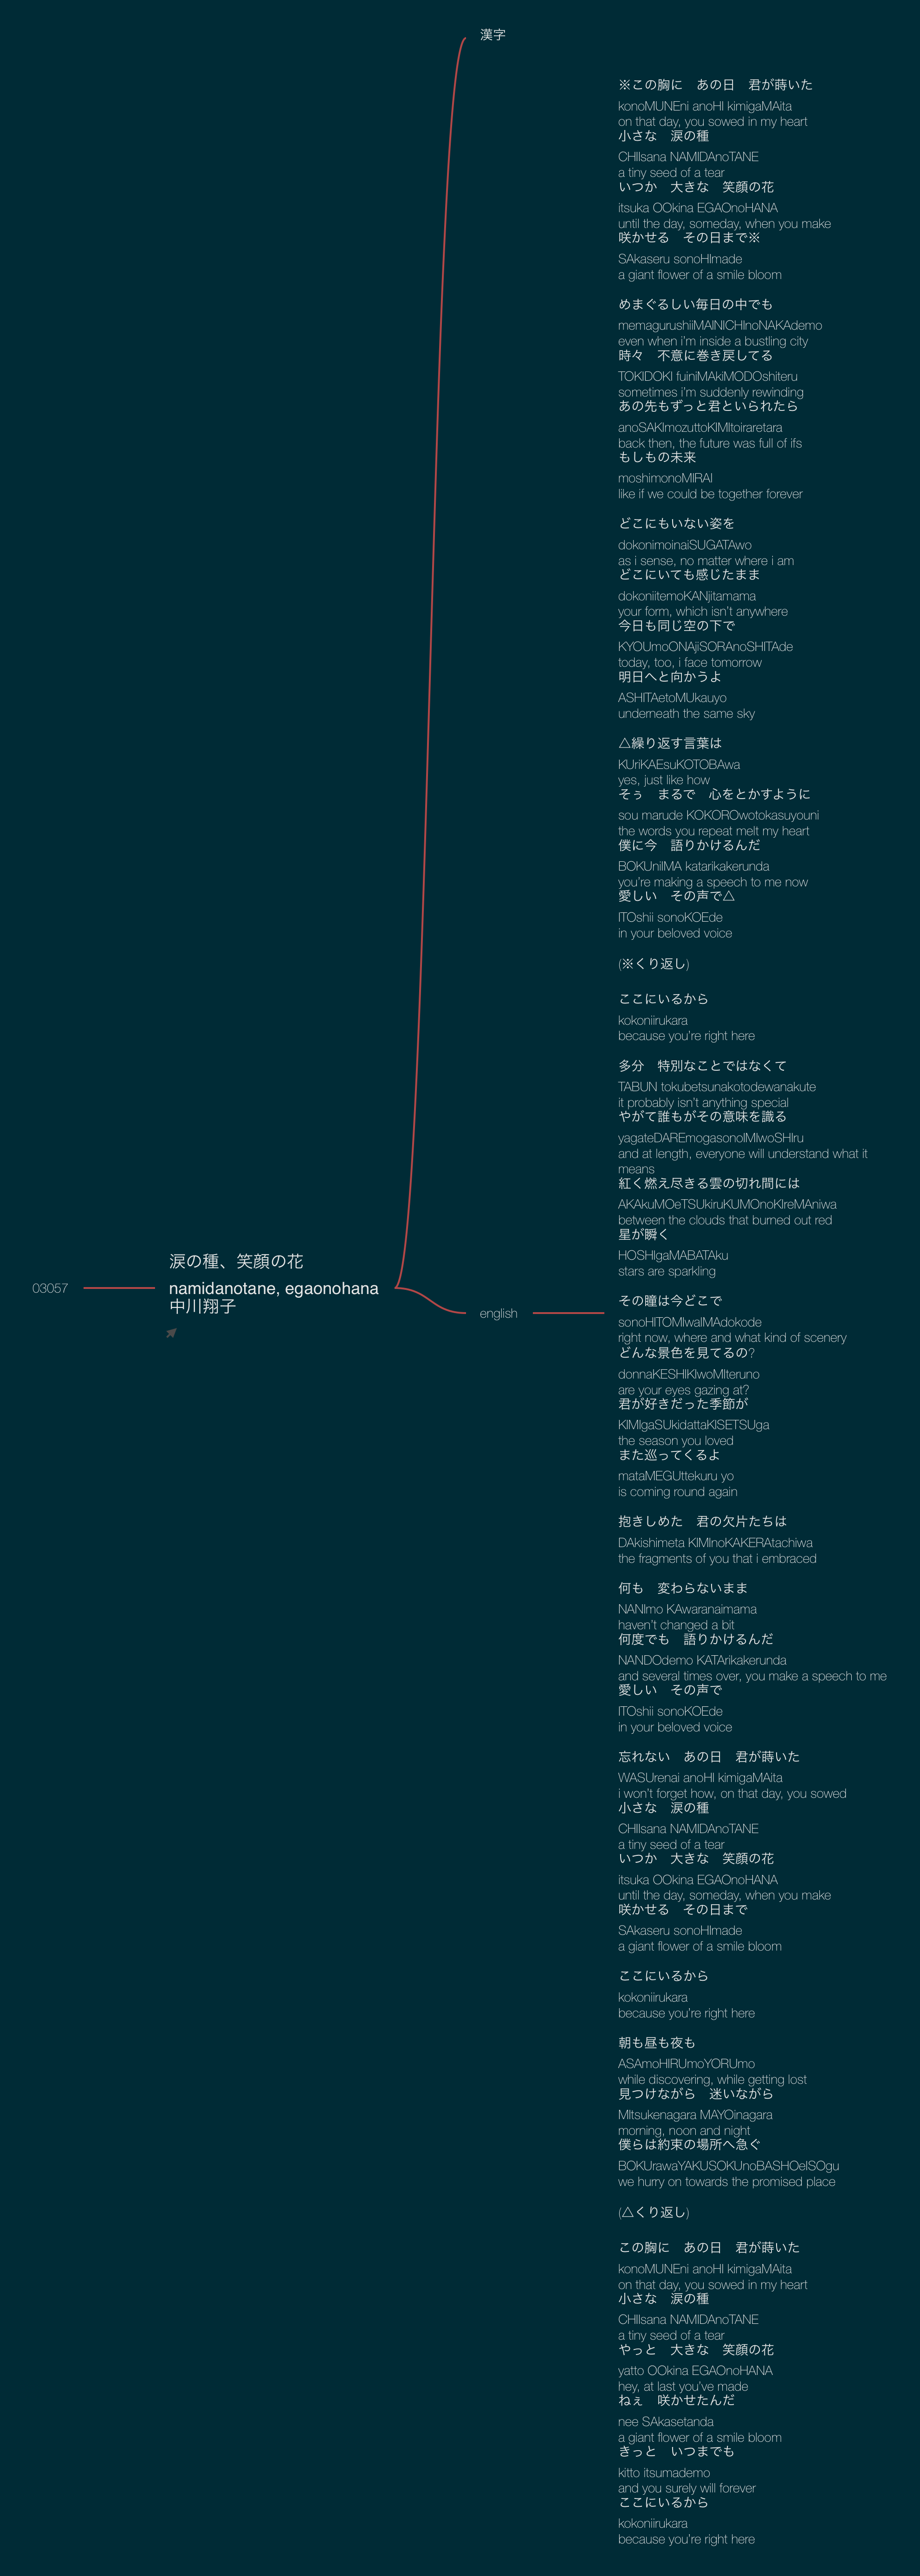 漢字
03057
涙の種、笑顔の花
namidanotane, egaonohana
中川翔子
english
※この胸に　あの日　君が蒔いた
konoMUNEni anoHI kimigaMAita
on that day, you sowed in my heart
小さな　涙の種
CHIIsana NAMIDAnoTANE
a tiny seed of a tear
いつか　大きな　笑顔の花
itsuka OOkina EGAOnoHANA
until the day, someday, when you make
咲かせる　その日まで※
SAkaseru sonoHImade
a giant flower of a smile bloom

めまぐるしい毎日の中でも
memagurushiiMAINICHInoNAKAdemo
even when i'm inside a bustling city
時々　不意に巻き戻してる
TOKIDOKI fuiniMAkiMODOshiteru
sometimes i'm suddenly rewinding
あの先もずっと君といられたら
anoSAKImozuttoKIMItoiraretara
back then, the future was full of ifs
もしもの未来
moshimonoMIRAI
like if we could be together forever

どこにもいない姿を
dokonimoinaiSUGATAwo
as i sense, no matter where i am
どこにいても感じたまま
dokoniitemoKANjitamama
your form, which isn't anywhere
今日も同じ空の下で
KYOUmoONAjiSORAnoSHITAde
today, too, i face tomorrow
明日へと向かうよ
ASHITAetoMUkauyo
underneath the same sky

△繰り返す言葉は
KUriKAEsuKOTOBAwa
yes, just like how
そぅ　まるで　心をとかすように
sou marude KOKOROwotokasuyouni
the words you repeat melt my heart
僕に今　語りかけるんだ
BOKUniIMA katarikakerunda
you're making a speech to me now
愛しい　その声で△
ITOshii sonoKOEde
in your beloved voice

(※くり返し)

ここにいるから
kokoniirukara
because you're right here

多分　特別なことではなくて
TABUN tokubetsunakotodewanakute
it probably isn't anything special
やがて誰もがその意味を識る
yagateDAREmogasonoIMIwoSHIru
and at length, everyone will understand what it
means
紅く燃え尽きる雲の切れ間には
AKAkuMOeTSUkiruKUMOnoKIreMAniwa
between the clouds that burned out red
星が瞬く
HOSHIgaMABATAku
stars are sparkling

その瞳は今どこで
sonoHITOMIwaIMAdokode
right now, where and what kind of scenery
どんな景色を見てるの?
donnaKESHIKIwoMIteruno
are your eyes gazing at?
君が好きだった季節が
KIMIgaSUkidattaKISETSUga
the season you loved
また巡ってくるよ
mataMEGUttekuru yo
is coming round again

抱きしめた　君の欠片たちは
DAkishimeta KIMInoKAKERAtachiwa
the fragments of you that i embraced

何も　変わらないまま
NANImo KAwaranaimama
haven't changed a bit
何度でも　語りかけるんだ
NANDOdemo KATArikakerunda
and several times over, you make a speech to me
愛しい　その声で
ITOshii sonoKOEde
in your beloved voice

忘れない　あの日　君が蒔いた
WASUrenai anoHI kimigaMAita
i won't forget how, on that day, you sowed
小さな　涙の種
CHIIsana NAMIDAnoTANE
a tiny seed of a tear
いつか　大きな　笑顔の花
itsuka OOkina EGAOnoHANA
until the day, someday, when you make
咲かせる　その日まで
SAkaseru sonoHImade
a giant flower of a smile bloom

ここにいるから
kokoniirukara
because you're right here

朝も昼も夜も
ASAmoHIRUmoYORUmo
while discovering, while getting lost
見つけながら　迷いながら
MItsukenagara MAYOinagara
morning, noon and night
僕らは約束の場所へ急ぐ
BOKUrawaYAKUSOKUnoBASHOeISOgu
we hurry on towards the promised place

(△くり返し)

この胸に　あの日　君が蒔いた
konoMUNEni anoHI kimigaMAita
on that day, you sowed in my heart
小さな　涙の種
CHIIsana NAMIDAnoTANE
a tiny seed of a tear
やっと　大きな　笑顔の花
yatto OOkina EGAOnoHANA
hey, at last you've made
ねぇ　咲かせたんだ
nee SAkasetanda
a giant flower of a smile bloom
きっと　いつまでも
kitto itsumademo
and you surely will forever
ここにいるから
kokoniirukara
because you're right here